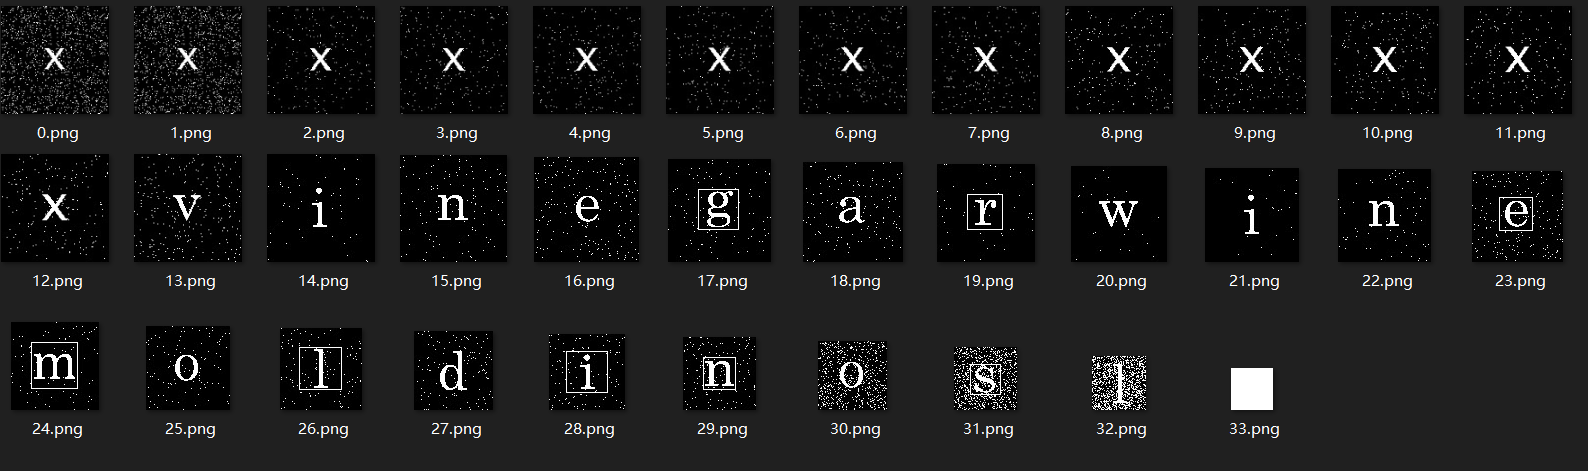 x x x x x x x x x x x x
0.png 1.png 2.png 3.png 4.png 5.png 6.png 7.png 8.png 9.png 10.png 11.png
x v i n e g a r w i n e
12.png 13.png 14.png 15.png 16.png 17.png 18.png 19.png 20.png 21.png 22.png 23.png
m o l d i n o s l
24.png 25.png 26.png 27.png 28.png 29.png 30.png 31.png 32.png 33.png